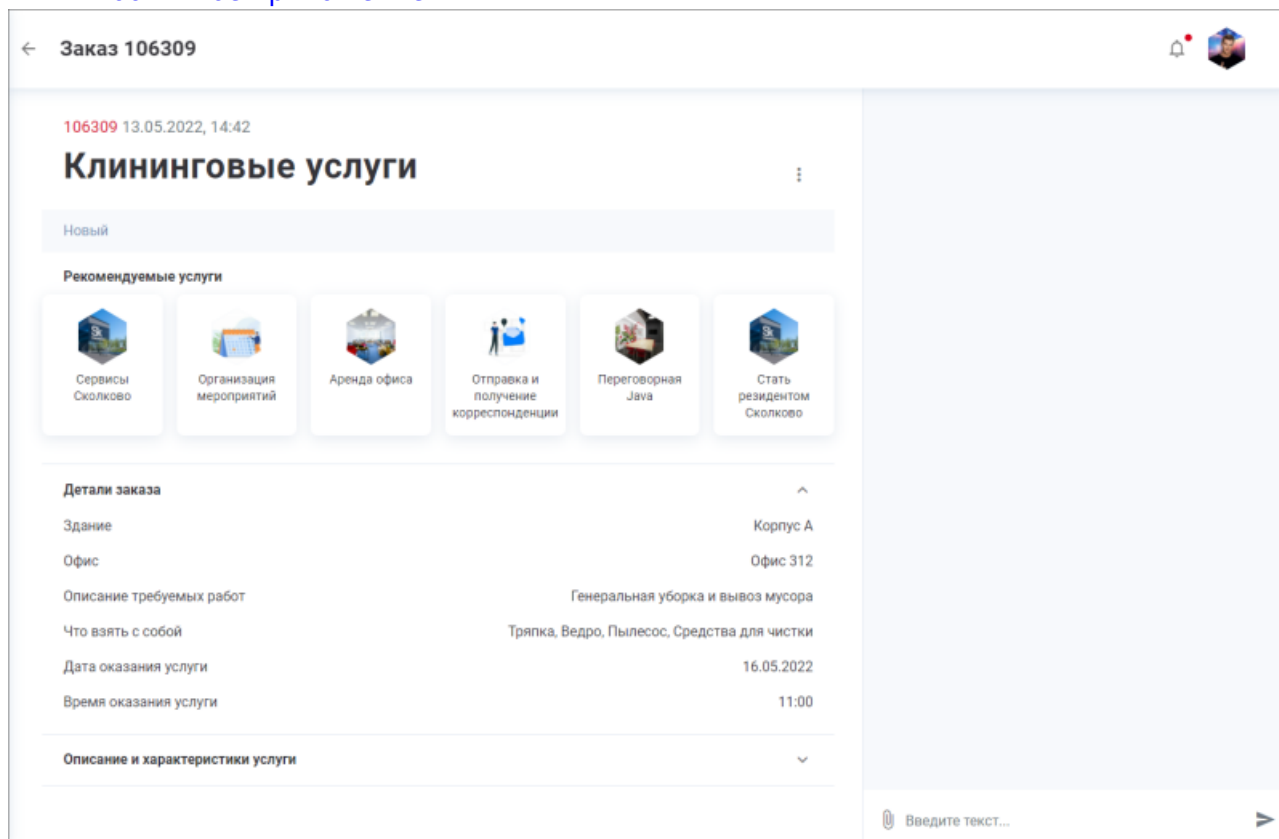 Заказ 106309
106309 13.05.2022, 14:42
Клининговые услуги
Новый
Рекомендуемые услуги
Сервисы
Сколково
Организация
мероприятий
Аренда офиса
Отправка и
получение
корреспонденции
Переговорная
Java
Стать
резидентом
Сколково
Детали заказа
Здание Корпус А
Офис Офис 312
Описание требуемых работ Генеральная уборка и вывоз мусора
Что взять с собой Тряпка, Ведро, Пылесос, Средства для чистки
Дата оказания услуги 16.05.2022
Время оказания услуги 11:00
Описание и характеристики услуги
Введите текст...